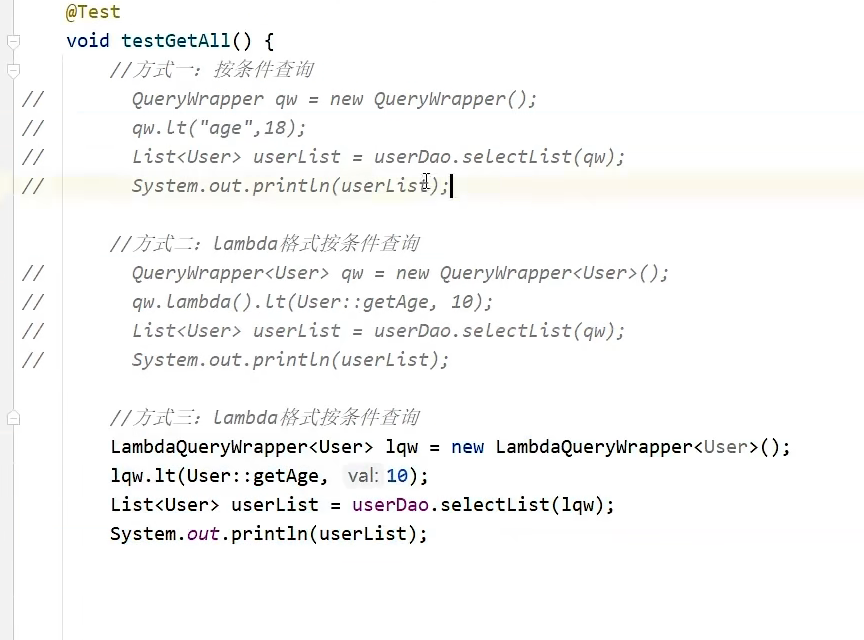 @Test
void testGetAll() {
//方式一：按条件查询
//        QueryWrapper qw = new QueryWrapper();
//        qw.lt("age",18);
//        List<User> userList = userDao.selectList(qw);
//        System.out.println(userList);
//方式二：lambda格式按条件查询
//        QueryWrapper<User> qw = new QueryWrapper<User>();
//        qw.lambda().lt(User::getAge, 10);
//        List<User> userList = userDao.selectList(qw);
//        System.out.println(userList);
//方式三：lambda格式按条件查询
LambdaQueryWrapper<User> lqw = new LambdaQueryWrapper<User>();
lqw.lt(User::getAge, val: 10);
List<User> userList = userDao.selectList(lqw);
System.out.println(userList);